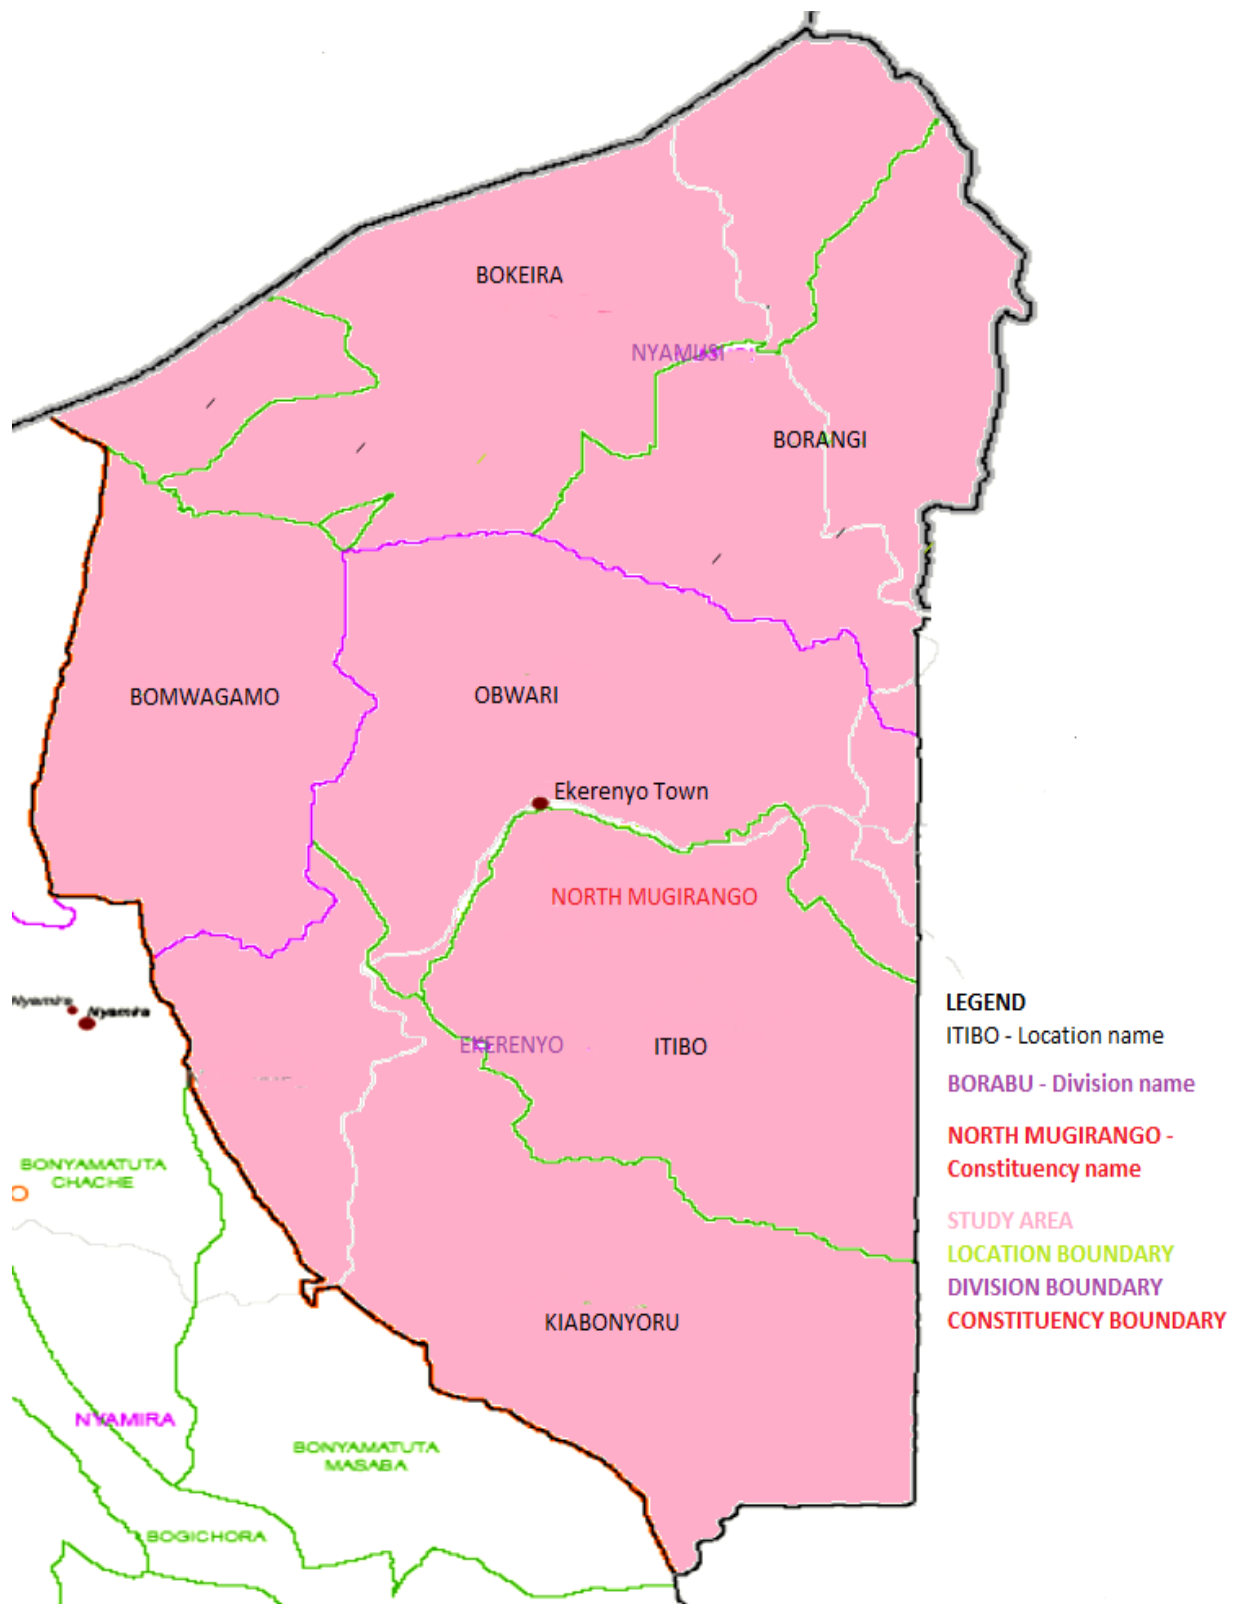 BOKEIRA
NYAMUSI
BORANGI
BOMWAGAMO
OBWARI
Ekerenyo Town
NORTH MUGIRANGO
Nyamira
Nyamira
EKERENYO
ITIBO
BONYAMATUTA
CHACHE
O
KIABONYORU
NYAMIRA
BONYAMATUTA
MASABA
BOGICHORA
LEGEND
ITIBO - Location name
BORABU - Division name
NORTH MUGIRANGO -
Constituency name
STUDY AREA
LOCATION BOUNDARY
DIVISION BOUNDARY
CONSTITUENCY BOUNDARY